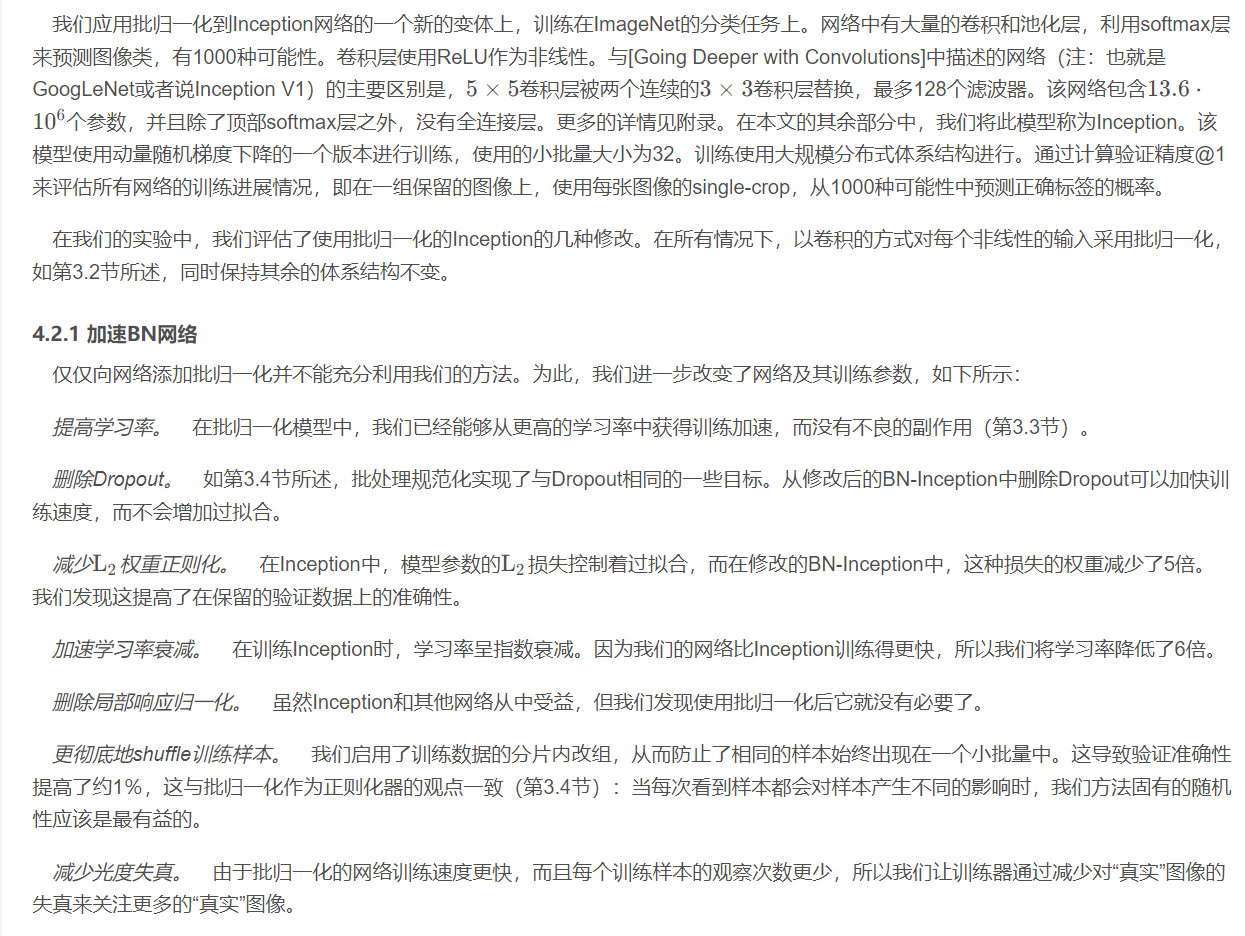 我们应用批归一化到Inception网络的一个新的变体上，训练在ImageNet的分类任务上。网络中有大量的卷积和池化层，利用softmax层
来预测图像类，有1000种可能性。卷积层使用ReLU作为非线性。与[Going Deeper with Convolutions]中描述的网络（注：也就是
GoogLeNet或者说Inception V1）的主要区别是，5 × 5卷积层被两个连续的3 × 3卷积层替换，最多128个滤波器。该网络包含13.6 ·
10⁶个参数，并且除了顶部softmax层之外，没有全连接层。更多的详情见附录。在本文的其余部分中，我们将此模型称为Inception。该
模型使用动量随机梯度下降的一个版本进行训练，使用的小批量大小为32。训练使用大规模分布式体系结构进行。通过计算验证精度@1
来评估所有网络的训练进展情况，即在一组保留的图像上，使用每张图像的single-crop，从1000种可能性中预测正确标签的概率。
在我们的实验中，我们评估了使用批归一化的Inception的几种修改。在所有情况下，以卷积的方式对每个非线性的输入采用批归一化，
如第3.2节所述，同时保持其余的体系结构不变。
4.2.1 加速BN网络
仅仅向网络添加批归一化并不能充分利用我们的方法。为此，我们进一步改变了网络及其训练参数，如下所示：
提高学习率。 在批归一化模型中，我们已经能够从更高的学习率中获得训练加速，而没有不良的副作用（第3.3节）。
删除Dropout。 如第3.4节所述，批处理规范化实现了与Dropout相同的一些目标。从修改后的BN-Inception中删除Dropout可以加快训
练速度，而不会增加过拟合。
减少L₂权重正则化。 在Inception中，模型参数的L₂损失控制着过拟合，而在修改的BN-Inception中，这种损失的权重减少了5倍。
我们发现这提高了在保留的验证数据上的准确性。
加速学习率衰减。 在训练Inception时，学习率呈指数衰减。因为我们的网络比Inception训练得更快，所以我们将学习率降低了6倍。
删除局部响应归一化。 虽然Inception和其他网络从中受益，但我们发现使用批归一化后它就没有必要了。
更彻底地shuffle训练样本。 我们启用了训练数据的分片内改组，从而防止了相同的样本始终出现在一个小批量中。这导致验证准确性
提高了约1%，这与批归一化作为正则化器的观点一致（第3.4节）：当每次看到样本都会对样本产生不同的影响时，我们方法固有的随机
性应该是最有益的。
减少光度失真。 由于批归一化的网络训练速度更快，而且每个训练样本的观察次数更少，所以我们让训练器通过减少对“真实”图像的
失真来关注更多的“真实”图像。